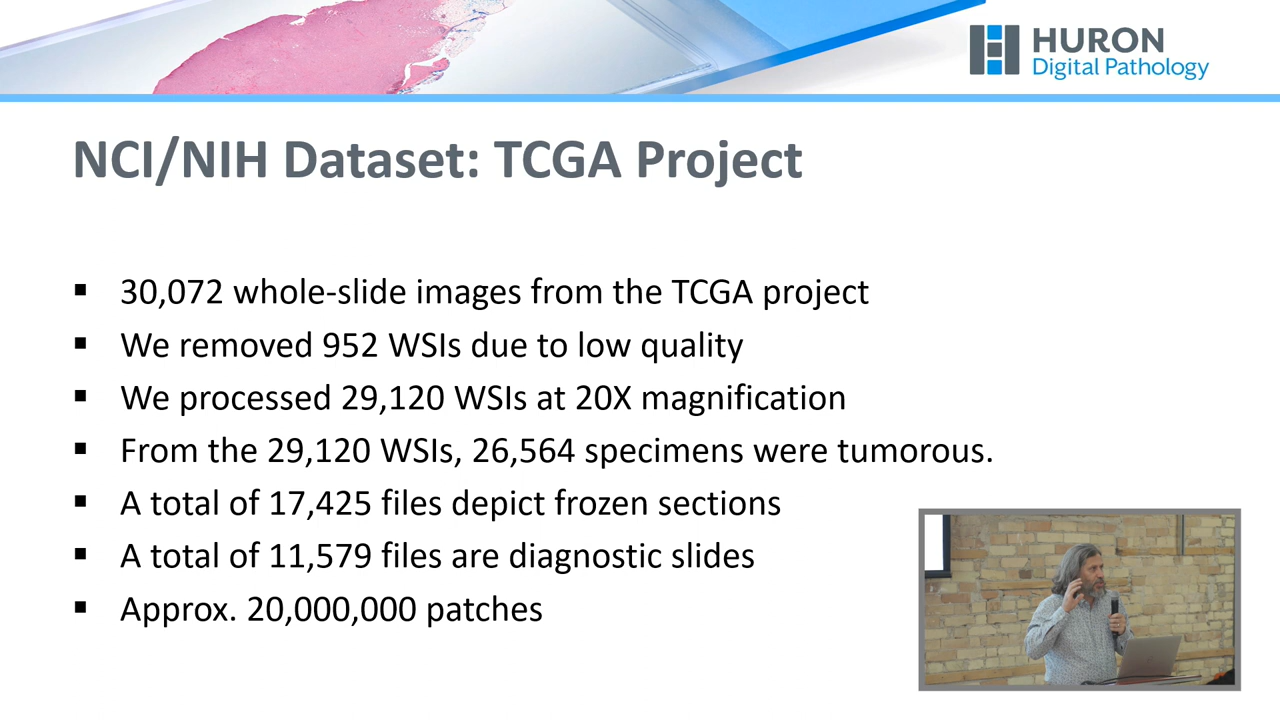 HURON
Digital Pathology
NCI/NIH Dataset: TCGA Project
▪ 30,072 whole-slide images from the TCGA project
▪ We removed 952 WSIs due to low quality
▪ We processed 29,120 WSIs at 20X magnification
▪ From the 29,120 WSIs, 26,564 specimens were tumorous.
▪ A total of 17,425 files depict frozen sections
▪ A total of 11,579 files are diagnostic slides
▪ Approx. 20,000,000 patches